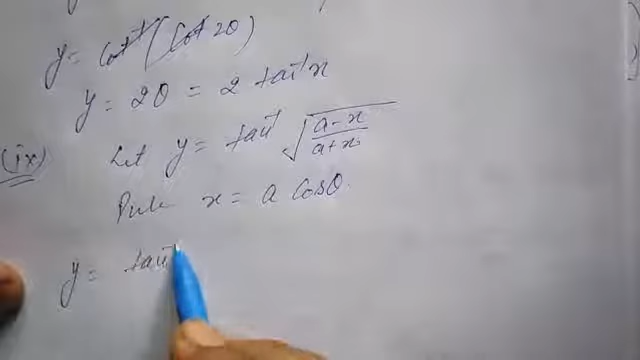 y = cot⁻¹(cot 2θ)
y = 2θ = 2 tan⁻¹x
(ix) Let y = tan⁻¹ √(a-x / a+x)
Put x = a cosθ.
y = tan⁻¹